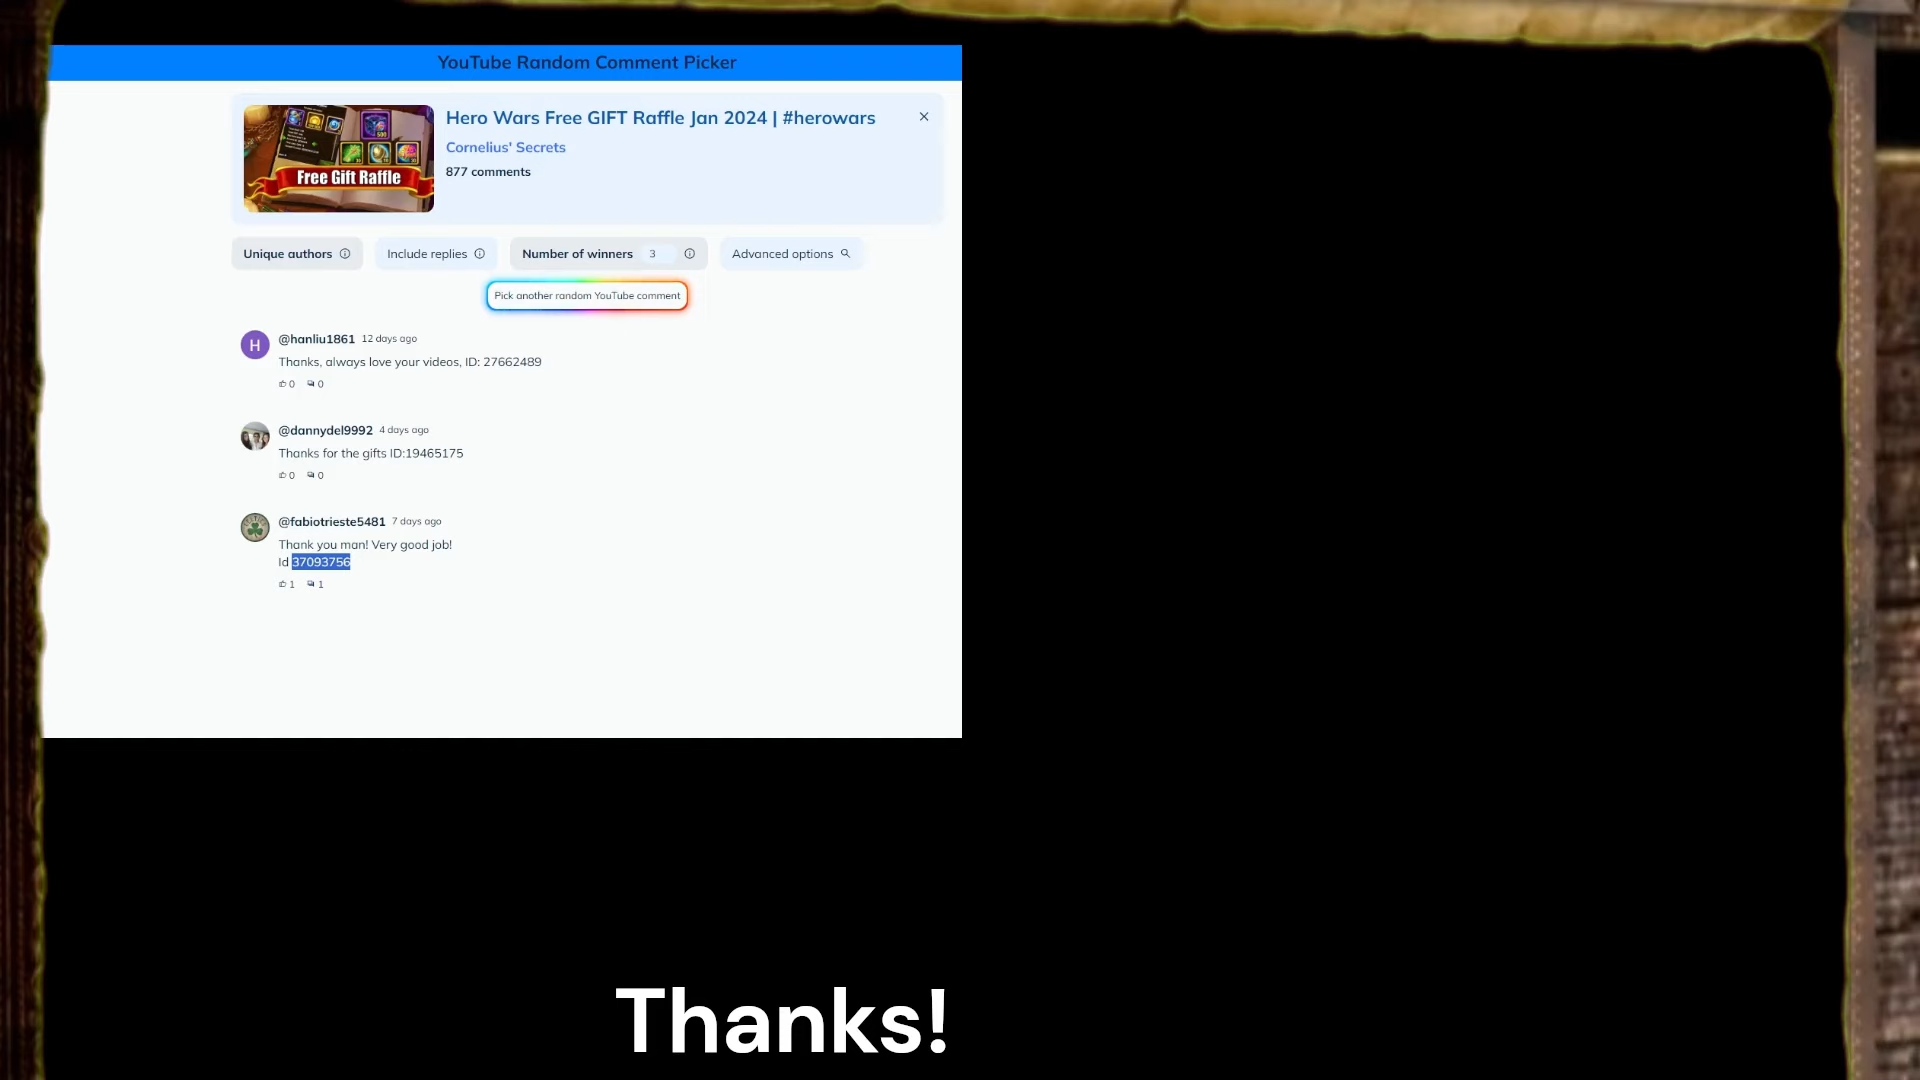 YouTube Random Comment Picker
Hero Wars Free GIFT Raffle Jan 2024 | #herowars
Cornelius' Secrets
877 comments
Free Gift Raffle
Unique authors
Include replies
Number of winners 3
Advanced options
Pick another random YouTube comment
H
@hanliu1861 12 days ago
Thanks, always love your videos, ID: 27662489
0 0
@dannydel9992 4 days ago
Thanks for the gifts ID:19465175
0 0
@fabiotrieste5481 7 days ago
Thank you man! Very good job!
Id 37093756
1 1
Thanks!